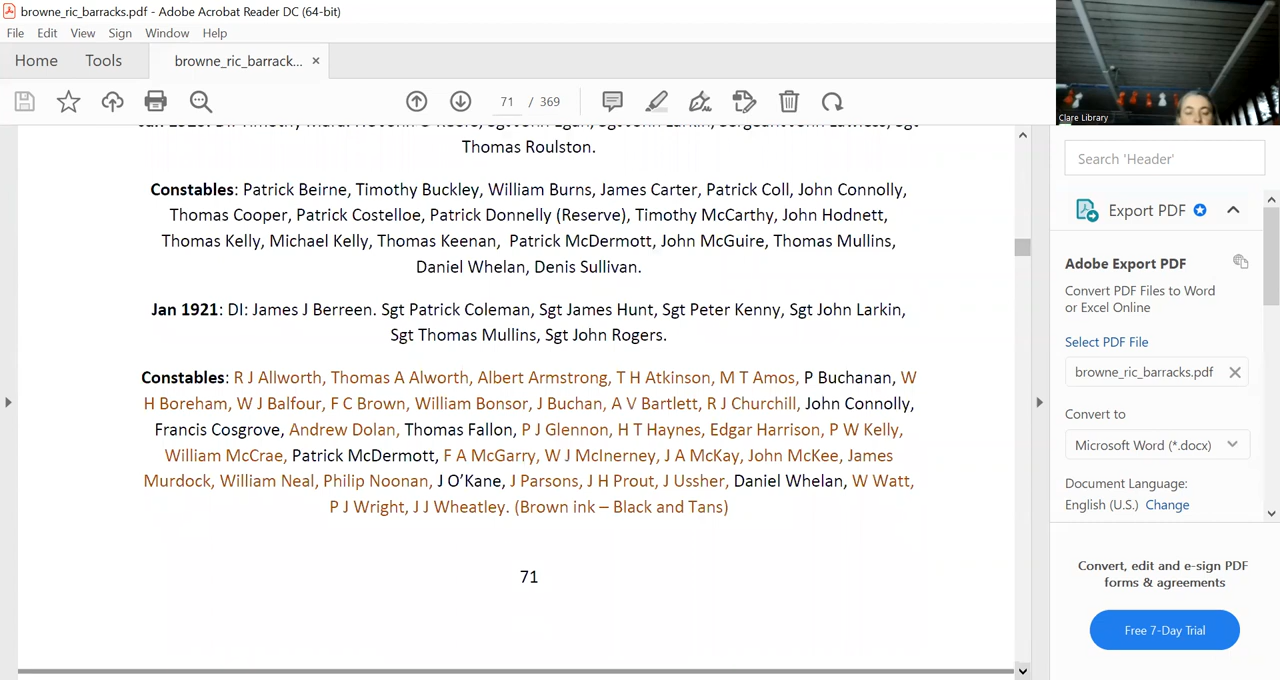 browne_ric_barracks.pdf - Adobe Acrobat Reader DC (64-bit)
File Edit View Sign Window Help
Home Tools browne_ric_barrack... ×
71 / 369
Clare Library
Thomas Roulston.
Constables: Patrick Beirne, Timothy Buckley, William Burns, James Carter, Patrick Coll, John Connolly,
Thomas Cooper, Patrick Costelloe, Patrick Donnelly (Reserve), Timothy McCarthy, John Hodnett,
Thomas Kelly, Michael Kelly, Thomas Keenan, Patrick McDermott, John McGuire, Thomas Mullins,
Daniel Whelan, Denis Sullivan.
Jan 1921: DI: James J Berreen. Sgt Patrick Coleman, Sgt James Hunt, Sgt Peter Kenny, Sgt John Larkin,
Sgt Thomas Mullins, Sgt John Rogers.
Constables: R J Allworth, Thomas A Alworth, Albert Armstrong, T H Atkinson, M T Amos, P Buchanan, W
H Boreham, W J Balfour, F C Brown, William Bonsor, J Buchan, A V Bartlett, R J Churchill, John Connolly,
Francis Cosgrove, Andrew Dolan, Thomas Fallon, P J Glennon, H T Haynes, Edgar Harrison, P W Kelly,
William McCrae, Patrick McDermott, F A McGarry, W J McInerney, J A McKay, John McKee, James
Murdock, William Neal, Philip Noonan, J O’Kane, J Parsons, J H Prout, J Ussher, Daniel Whelan, W Watt,
P J Wright, J J Wheatley. (Brown ink – Black and Tans)
71
Search 'Header'
Export PDF
Adobe Export PDF
Convert PDF Files to Word
or Excel Online
Select PDF File
browne_ric_barracks.pdf
Convert to
Microsoft Word (*.docx)
Document Language:
English (U.S.) Change
Convert, edit and e-sign PDF
forms & agreements
Free 7-Day Trial